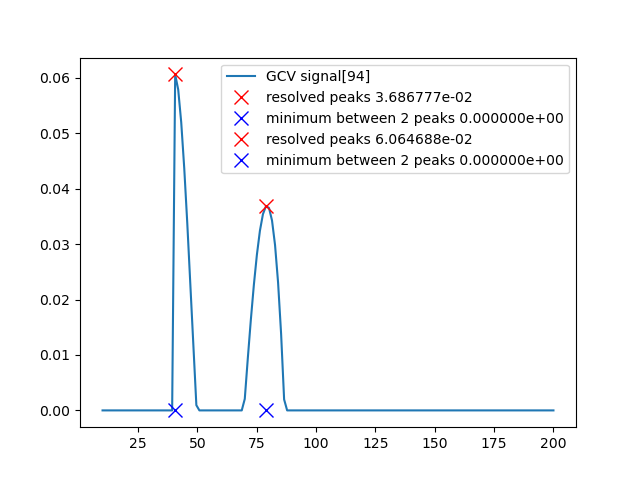 GCV signal[94]
resolved peaks 3.686777e-02
minimum between 2 peaks 0.000000e+00
resolved peaks 6.064688e-02
minimum between 2 peaks 0.000000e+00
0.06
0.05
0.04
0.03
0.02
0.01
0.00
25 50 75 100 125 150 175 200